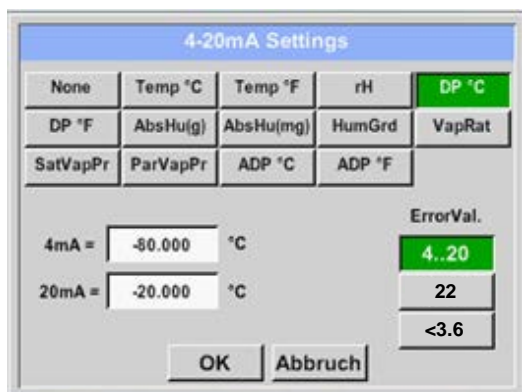 4-20mA Settings
None Temp °C Temp °F rH DP °C
DP °F AbsHu(g) AbsHu(mg) HumGrd VapRat
SatVapPr ParVapPr ADP °C ADP °F
ErrorVal.
4mA = -80.000 °C
4..20
20mA = -20.000 °C
22
<3.6
OK Abbruch